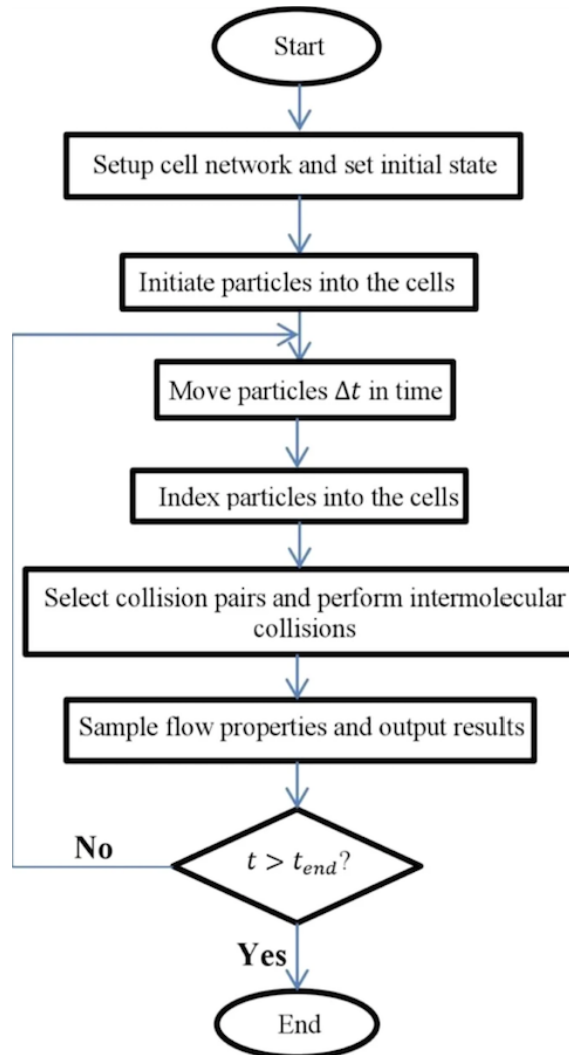 Start
Setup cell network and set initial state
Initiate particles into the cells
Move particles Δt in time
Index particles into the cells
Select collision pairs and perform intermolecular
collisions
Sample flow properties and output results
No
t > t_end?
Yes
End